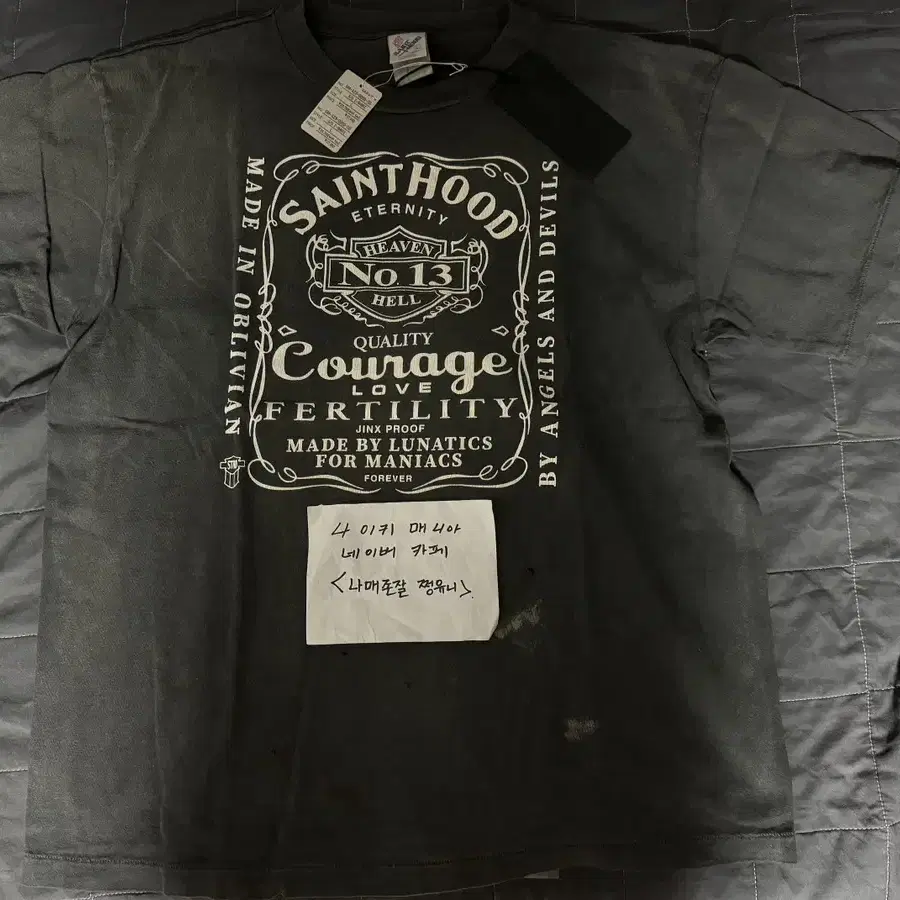 MADE IN OBLIVIAN
SAINTHOOD
ETERNITY
HEAVEN
No 13
HELL
QUALITY
Courage
LOVE
FERTILITY
JINX PROOF
MADE BY LUNATICS
FOR MANIACS
FOREVER
BY ANGELS AND DEVILS
나이키 매니아
네이버 카페
<나매포잘 쩡유니>